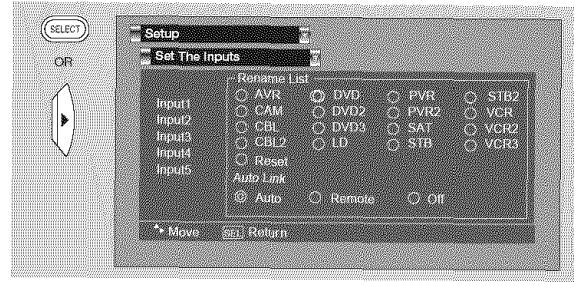 SELECT
OR
Setup
Set The Inputs
Rename List
Input1
Input2
Input3
Input4
Input5
AVR DVD PVR STB2
CAM DVD2 PVR2 VCR
CBL DVD3 SAT VCR2
CBL2 LD STB VCR3
Reset
Auto Link
Auto Remote Off
Move SEL Return